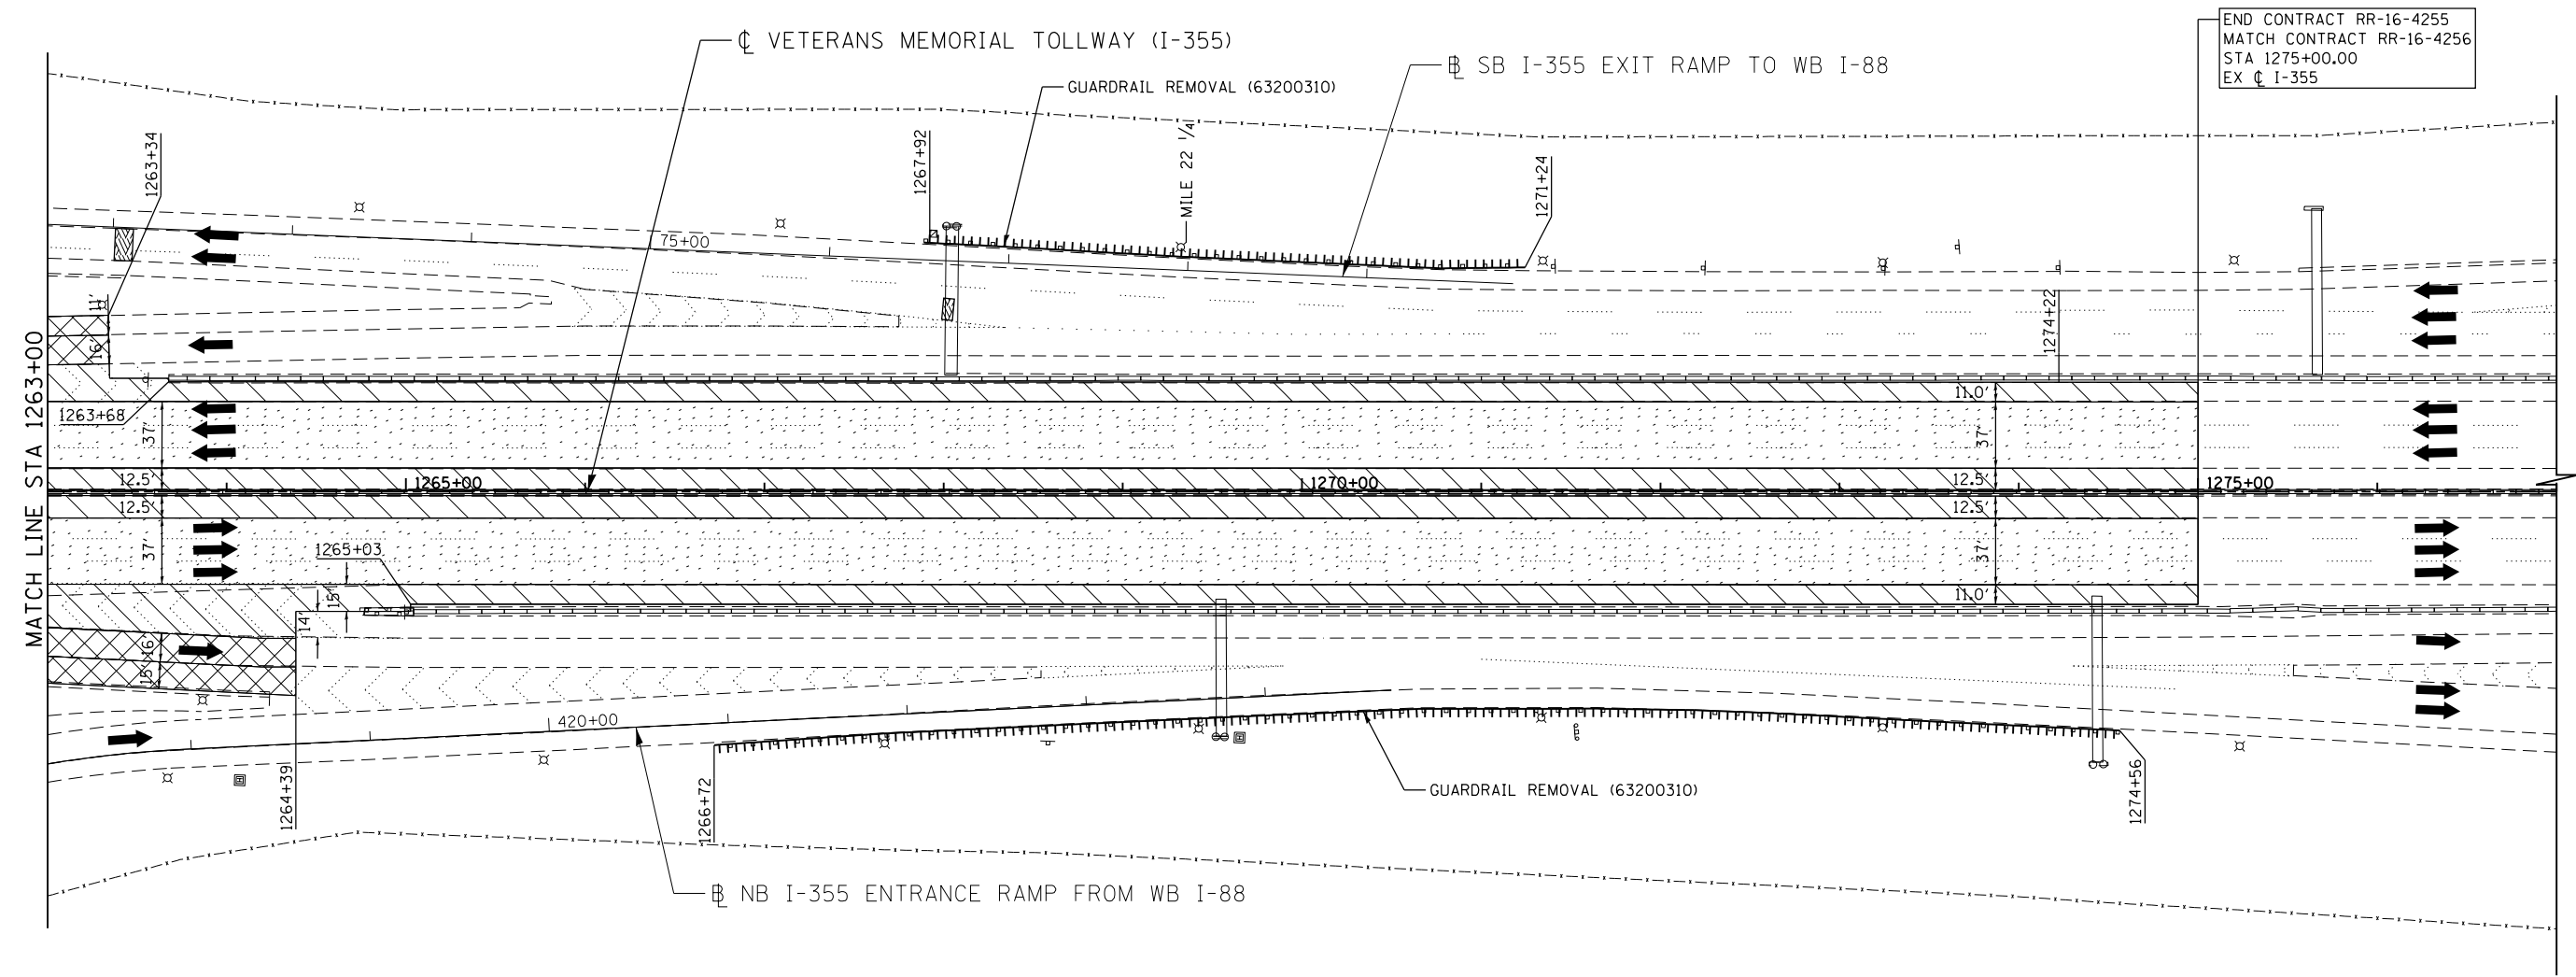 END CONTRACT RR-16-4255
MATCH CONTRACT RR-16-4256
STA 1275+00.00
EX ℄ I-355
℄ VETERANS MEMORIAL TOLLWAY (I-355)
B̵L SB I-355 EXIT RAMP TO WB I-88
GUARDRAIL REMOVAL (63200310)
1263+34
1267+92
MILE 22 1/4
1271+24
75+00
11'
16'
1274+22
MATCH LINE STA 1263+00
1263+68
11.0'
37'
37'
12.5'
12.5'
1265+00
1270+00
1275+00
12.5'
12.5'
37'
37'
1265+03
15'
11.0'
14'
16'
15'
420+00
1264+39
1266+72
GUARDRAIL REMOVAL (63200310)
1274+56
BL NB I-355 ENTRANCE RAMP FROM WB I-88